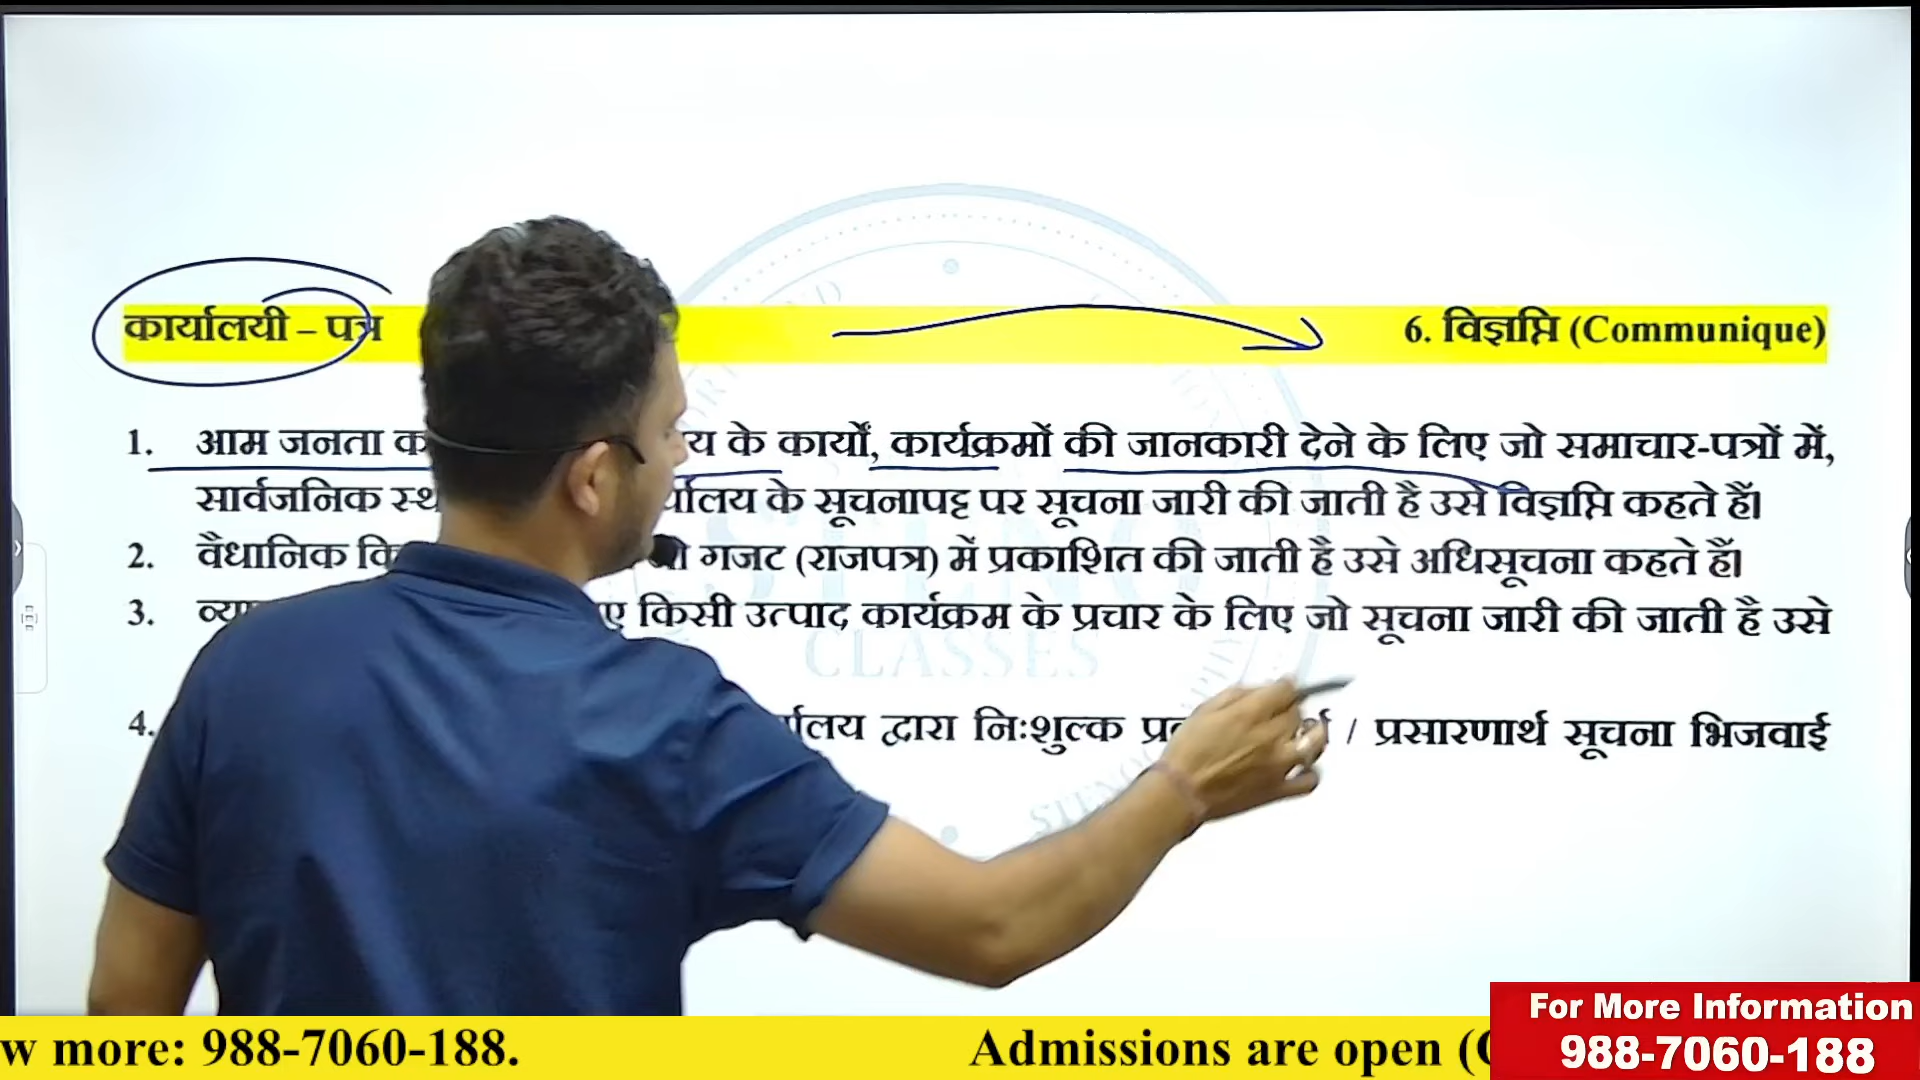 कार्यालयी – पत्र 6. विज्ञप्ति (Communique)
1. आम जनता के कार्यों, कार्यक्रमों की जानकारी देने के लिए जो समाचार-पत्रों में,
सार्वजनिक के सूचनापट्ट पर सूचना जारी की जाती है उसे विज्ञप्ति कहते हैं।
2. वैधानिक गजट (राजपत्र) में प्रकाशित की जाती है उसे अधिसूचना कहते हैं।
3. किसी उत्पाद कार्यक्रम के प्रचार के लिए जो सूचना जारी की जाती है उसे
CLASSES
4. द्वारा निःशुल्क / प्रसारणार्थ सूचना भिजवाई
For More Information
w more: 988-7060-188. Admissions are open (
988-7060-188